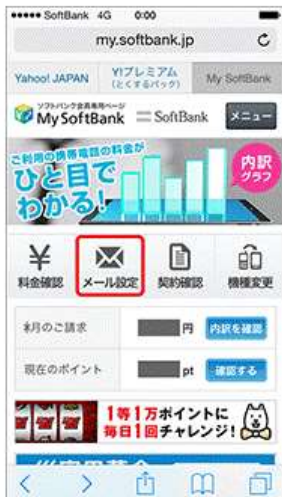 SoftBank 4G 0:00
my.softbank.jp
Yahoo! JAPAN
Y!プレミアム
(とくするパック)
My SoftBank
ソフトバンク会員専用ページ
My SoftBank
SoftBank
メニュー
ご利用の携帯電話の料金が
ひと目で
わかる!
内訳
グラフ
料金確認
メール設定
契約確認
機種変更
月のご請求
円
内訳を確認
現在のポイント
pt
確認する
1等1万ポイントに
毎日1回チャレンジ!